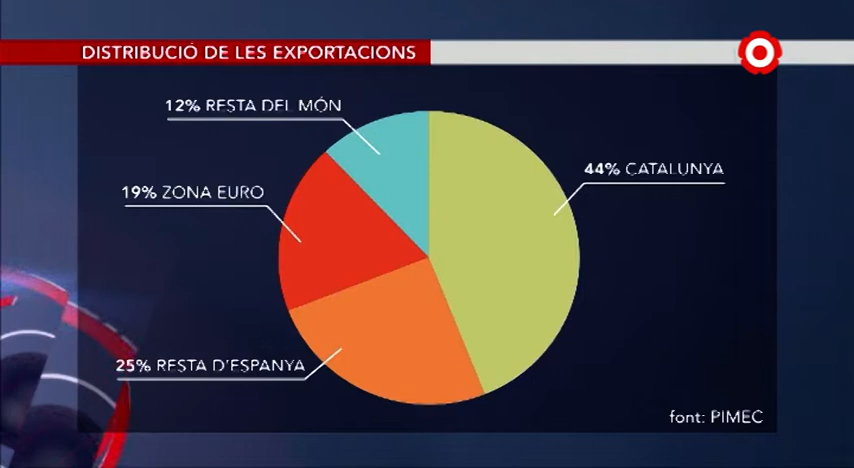 DISTRIBUCIÓ DE LES EXPORTACIONS
12% RESTA DEL MÓN
44% CATALUNYA
19% ZONA EURO
25% RESTA D'ESPANYA
font: PIMEC